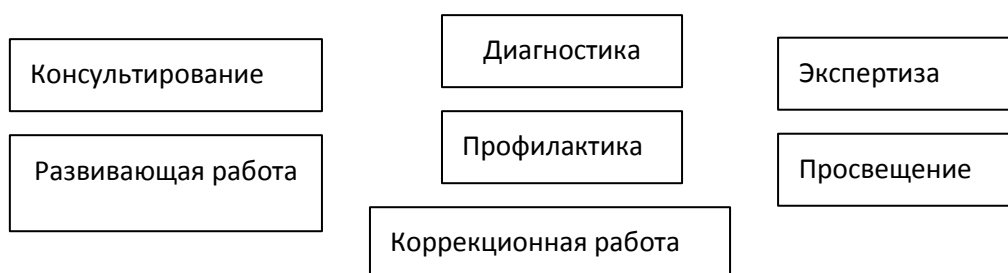 Диагностика
Консультирование
Экспертиза
Профилактика
Развивающая работа
Просвещение
Коррекционная работа